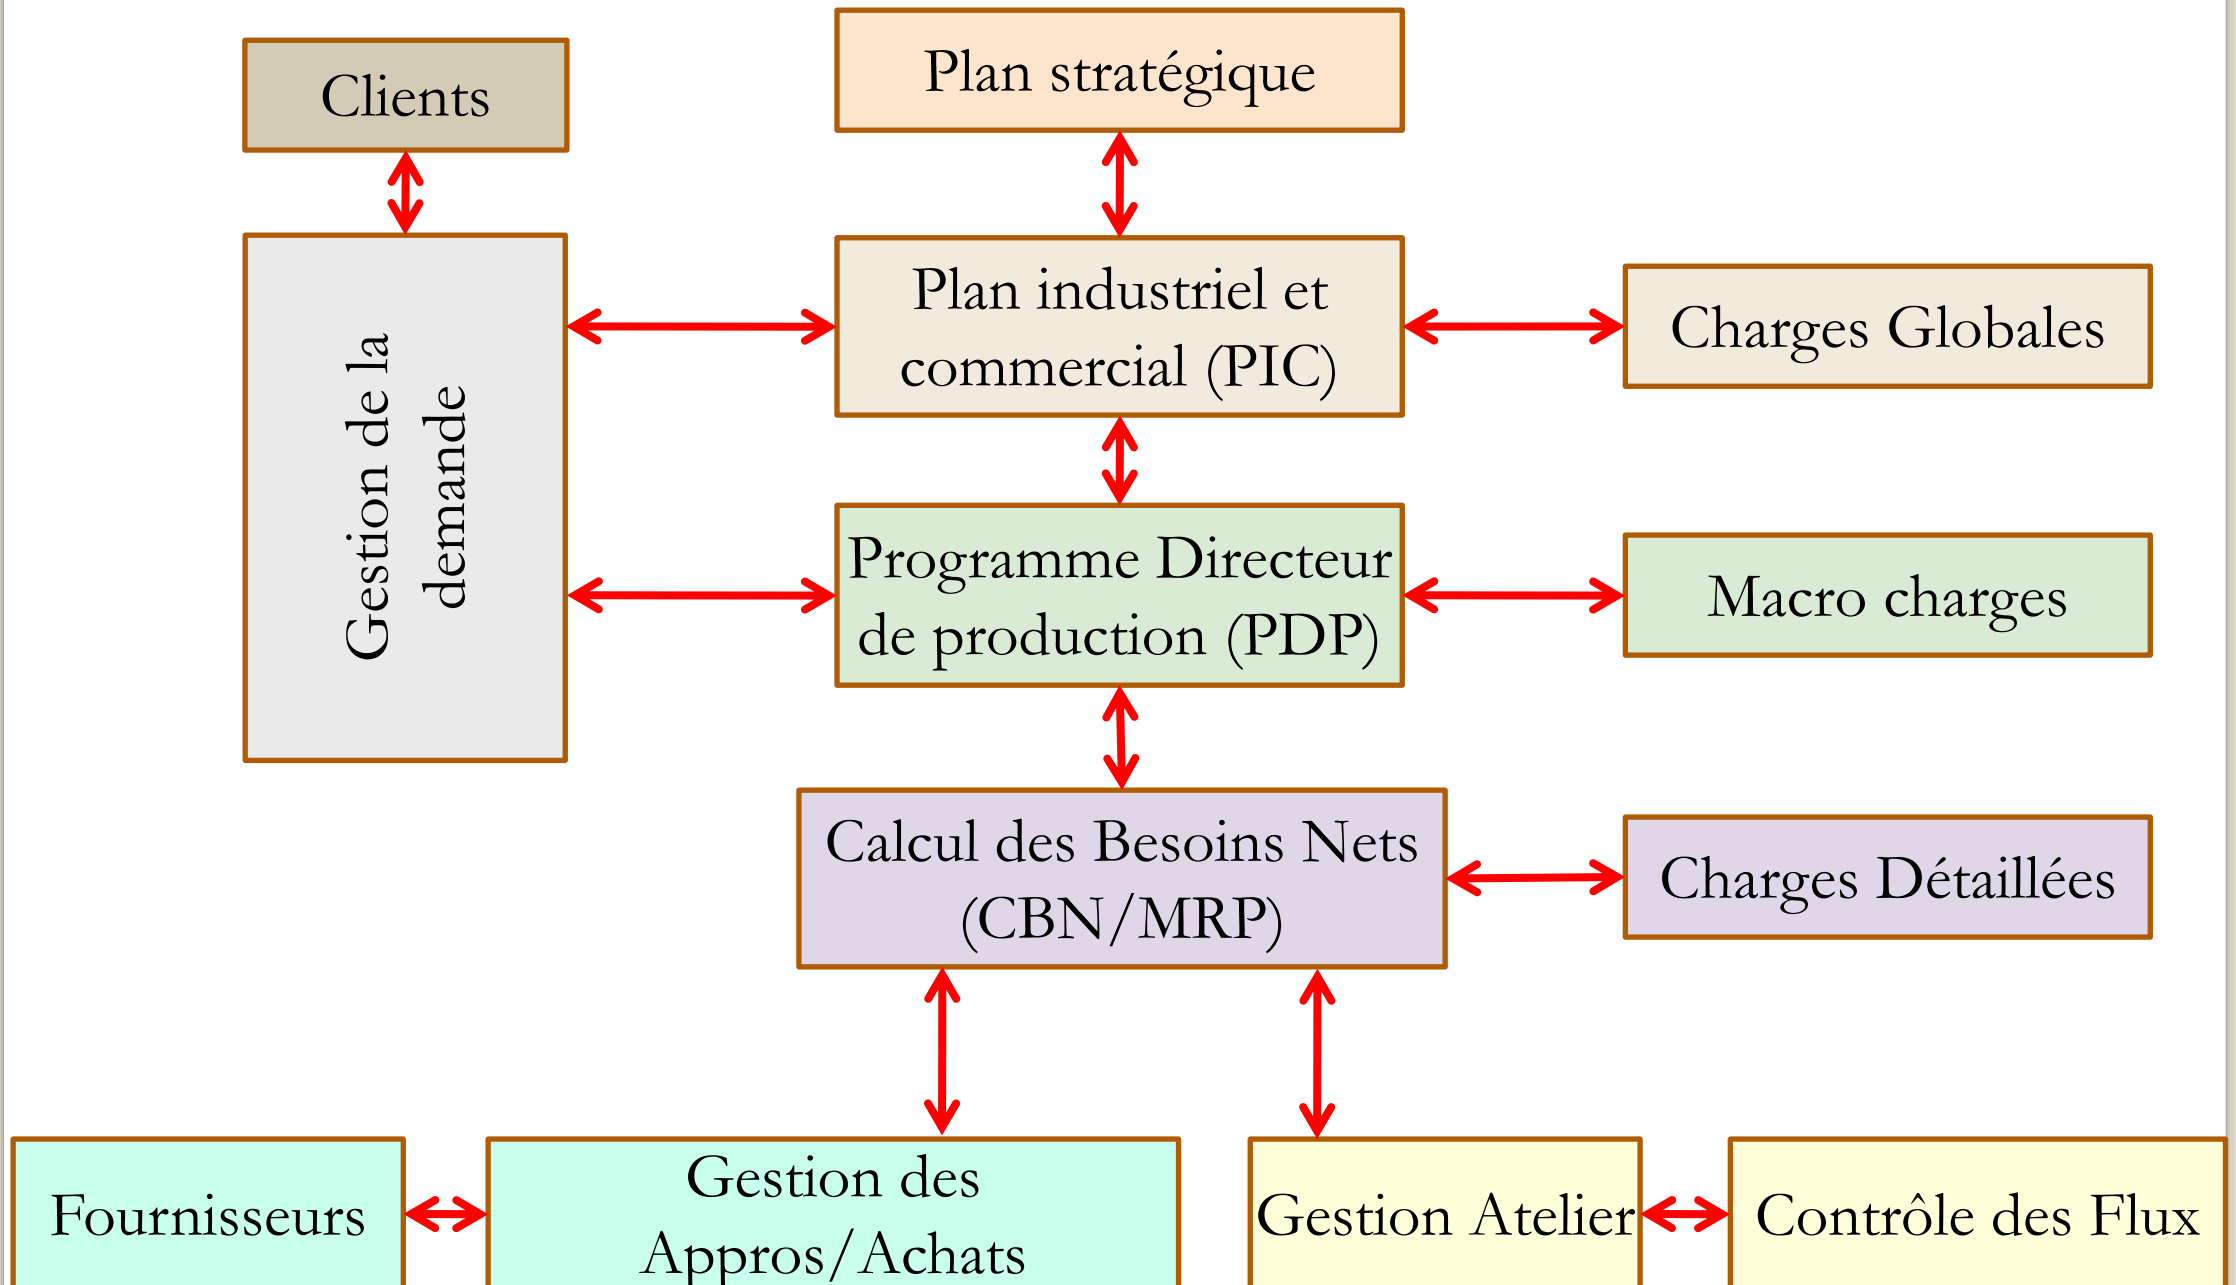 Clients
Plan stratégique
Gestion de la
demande
Plan industriel et
commercial (PIC)
Charges Globales
Programme Directeur
de production (PDP)
Macro charges
Calcul des Besoins Nets
(CBN/MRP)
Charges Détaillées
Fournisseurs
Gestion des
Appros/Achats
Gestion Atelier
Contrôle des Flux